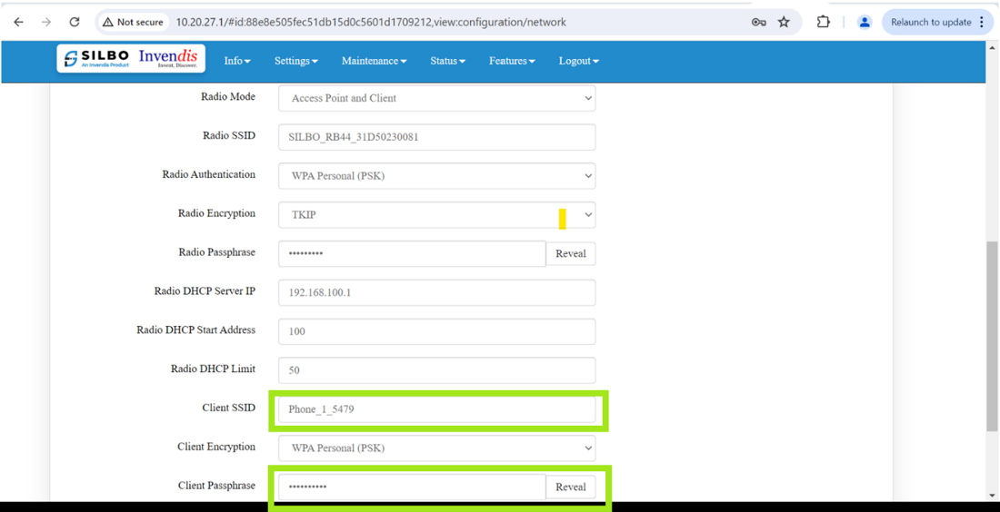 Not secure 10.20.27.1/#id:88e8e505fec51db15d0c5601d1709212,view:configuration/network Relaunch to update
SILBO Invendis
An Invendis Product Invent, Discover.
Info Settings Maintenance Status Features Logout
Radio Mode Access Point and Client
Radio SSID SILBO_RB44_31D50230081
Radio Authentication WPA Personal (PSK)
Radio Encryption TKIP
Radio Passphrase ········· Reveal
Radio DHCP Server IP 192.168.100.1
Radio DHCP Start Address 100
Radio DHCP Limit 50
Client SSID Phone_1_5479
Client Encryption WPA Personal (PSK)
Client Passphrase ·········· Reveal